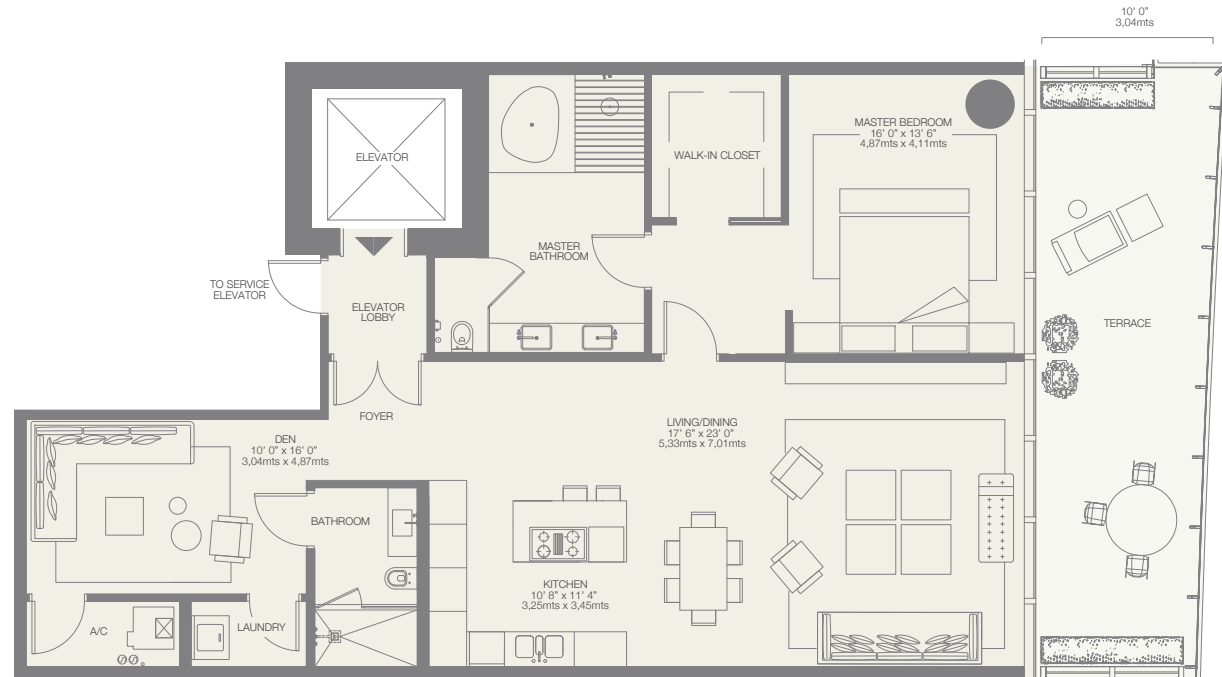 10' 0"
3,04mts
ELEVATOR
WALK-IN CLOSET
MASTER BEDROOM
16' 0" x 13' 6"
4,87mts x 4,11mts
MASTER
BATHROOM
TO SERVICE
ELEVATOR
ELEVATOR
LOBBY
TERRACE
FOYER
DEN
10' 0" x 16' 0"
3,04mts x 4,87mts
LIVING/DINING
17' 6" x 23' 0"
5,33mts x 7,01mts
BATHROOM
KITCHEN
10' 8" x 11' 4"
3,25mts x 3,45mts
A/C
LAUNDRY